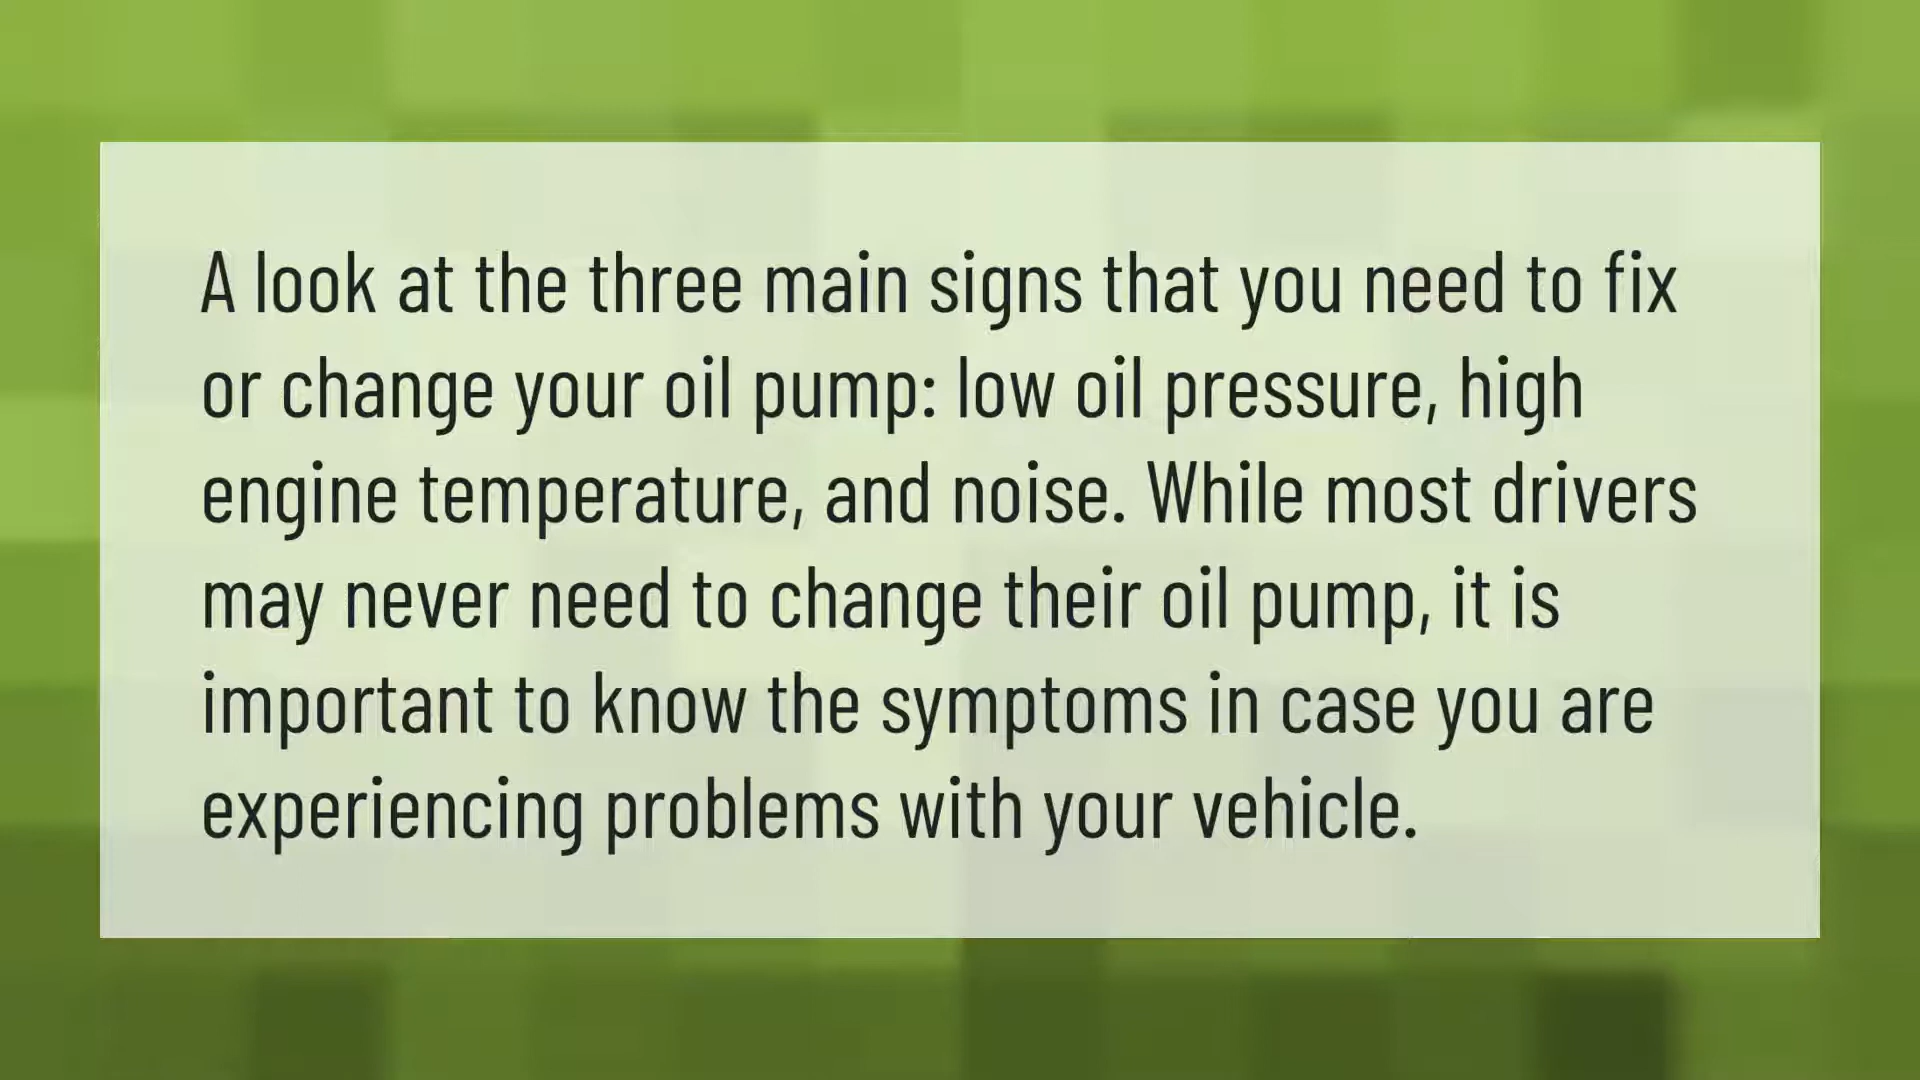 A look at the three main signs that you need to fix
or change your oil pump: low oil pressure, high
engine temperature, and noise. While most drivers
may never need to change their oil pump, it is
important to know the symptoms in case you are
experiencing problems with your vehicle.